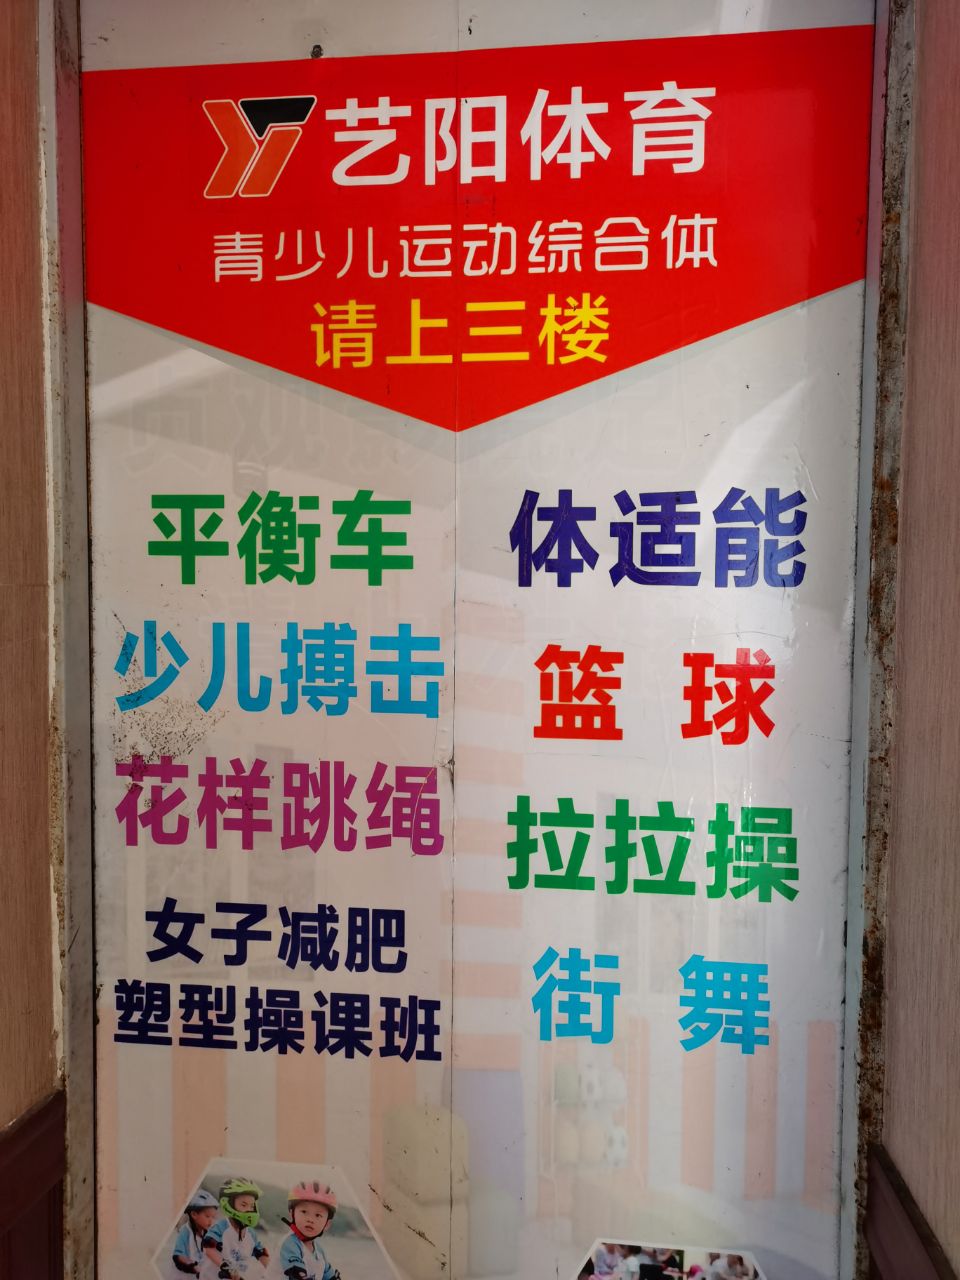 艺阳体育
青少儿运动综合体
请上三楼
平衡车
少儿搏击
花样跳绳
女子减肥
塑型操课班
体适能
篮 球
拉拉操
街 舞